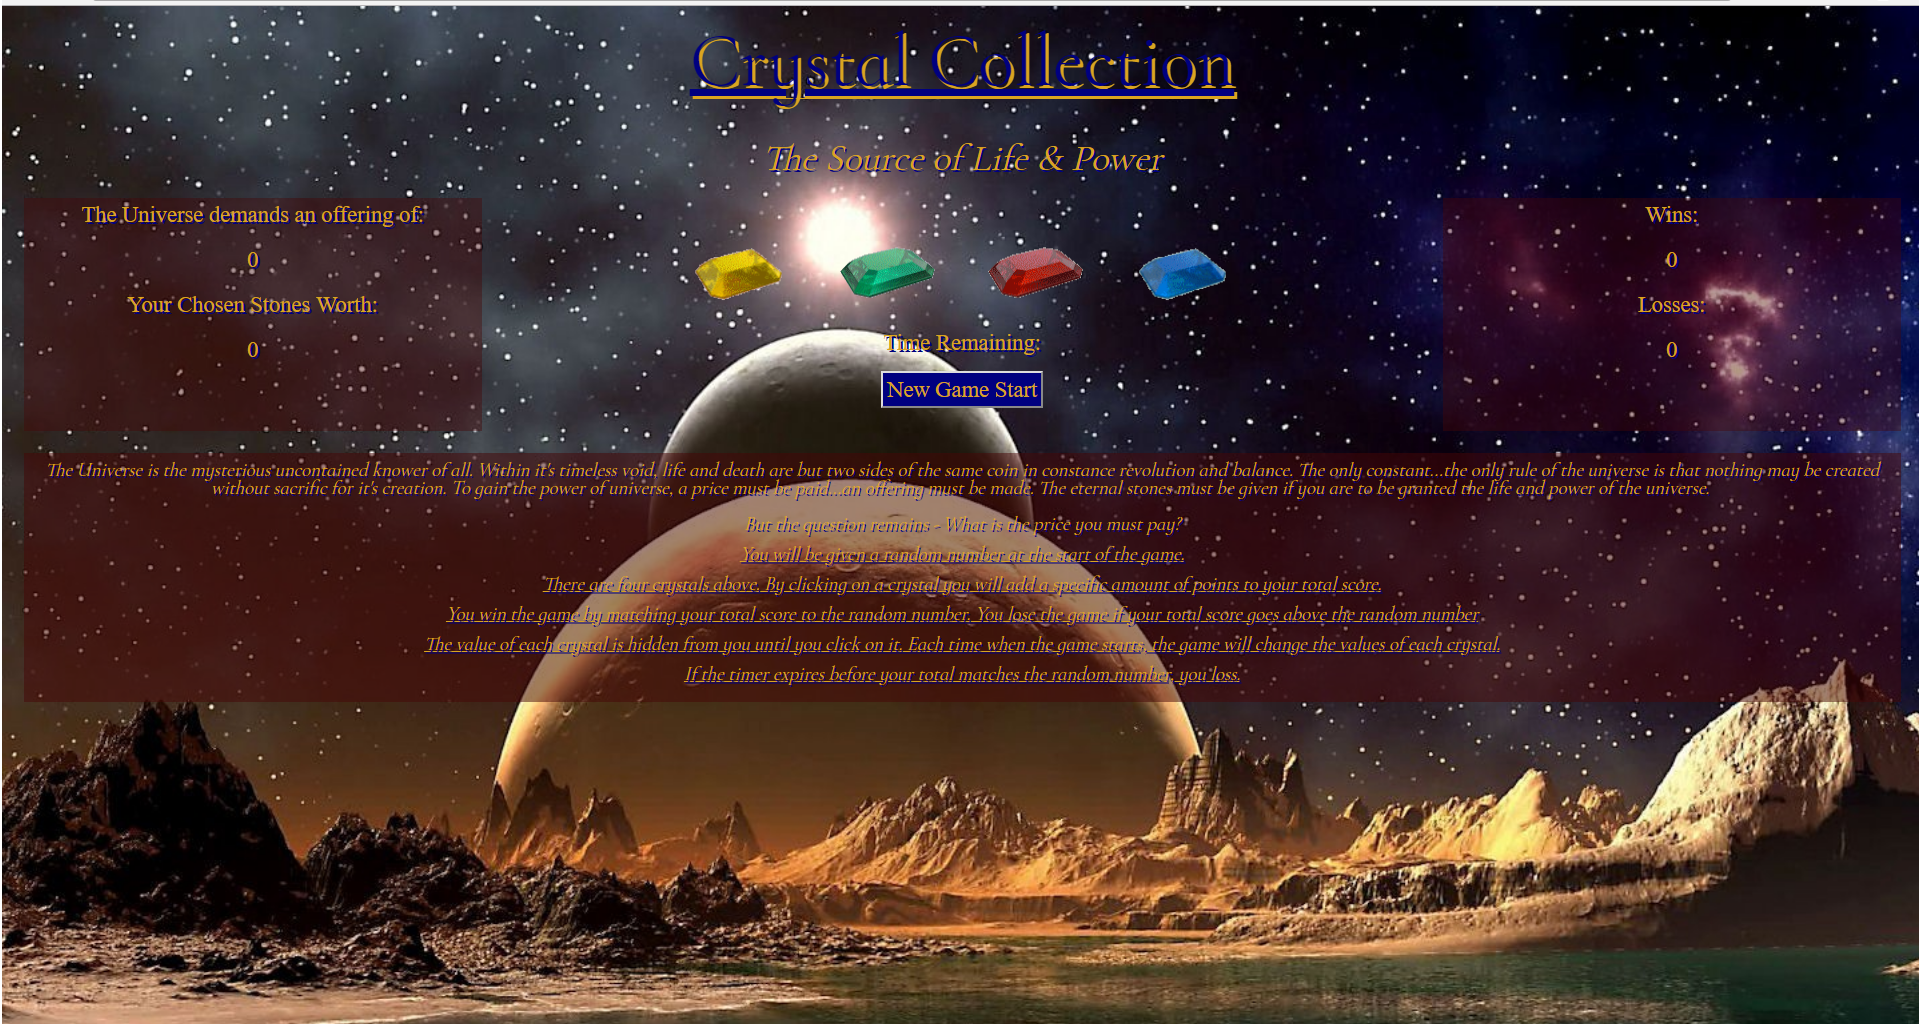 Crystal Collection
The Source of Life & Power
The Universe demands an offering of:
0
Your Chosen Stones Worth:
0
Time Remaining:
New Game Start
Wins:
0
Losses:
0
The Universe is the mysterious uncontained knower of all. Within it's timeless void, life and death are but two sides of the same coin in constance revolution and balance. The only constant...the only rule of the universe is that nothing may be created
without sacrific for it's creation. To gain the power of universe, a price must be paid...an offering must be made. The eternal stones must be given if you are to be granted the life and power of the universe.
But the question remains - What is the price you must pay?
You will be given a random number at the start of the game.
There are four crystals above. By clicking on a crystal you will add a specific amount of points to your total score.
You win the game by matching your total score to the random number, You lose the game if your total score goes above the random number
The value of each crystal is hidden from you until you click on it. Each time when the game starts, the game will change the values of each crystal.
If the timer expires before your total matches the random number, you loss.